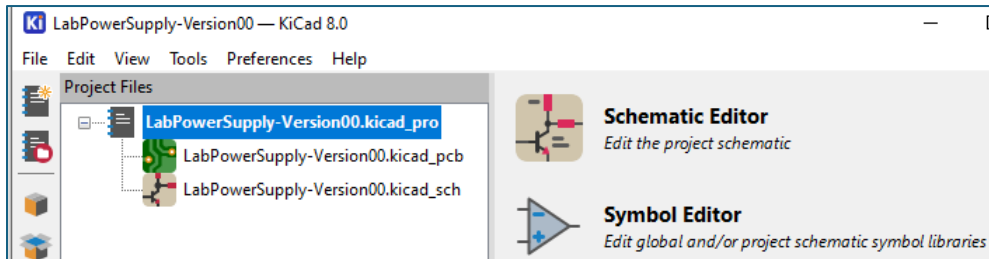 Ki LabPowerSupply-Version00 — KiCad 8.0
File Edit View Tools Preferences Help
Project Files
LabPowerSupply-Version00.kicad_pro
LabPowerSupply-Version00.kicad_pcb
LabPowerSupply-Version00.kicad_sch
Schematic Editor
Edit the project schematic
Symbol Editor
Edit global and/or project schematic symbol libraries